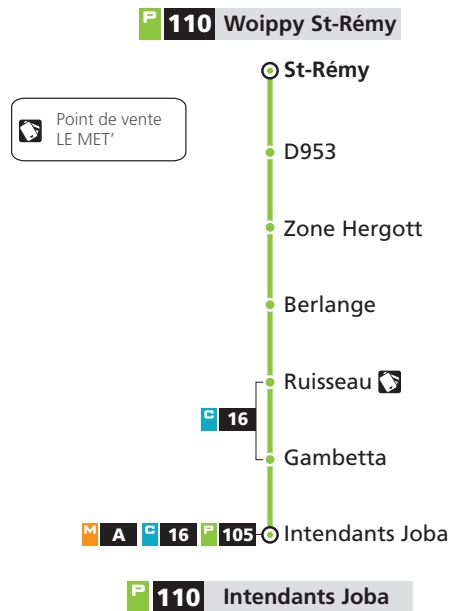 P 110 Woippy St-Rémy
St-Rémy
Point de vente
LE MET'
D953
Zone Hergott
Berlange
Ruisseau
C 16
Gambetta
M A C 16 P 105 Intendants Joba
P 110 Intendants Joba